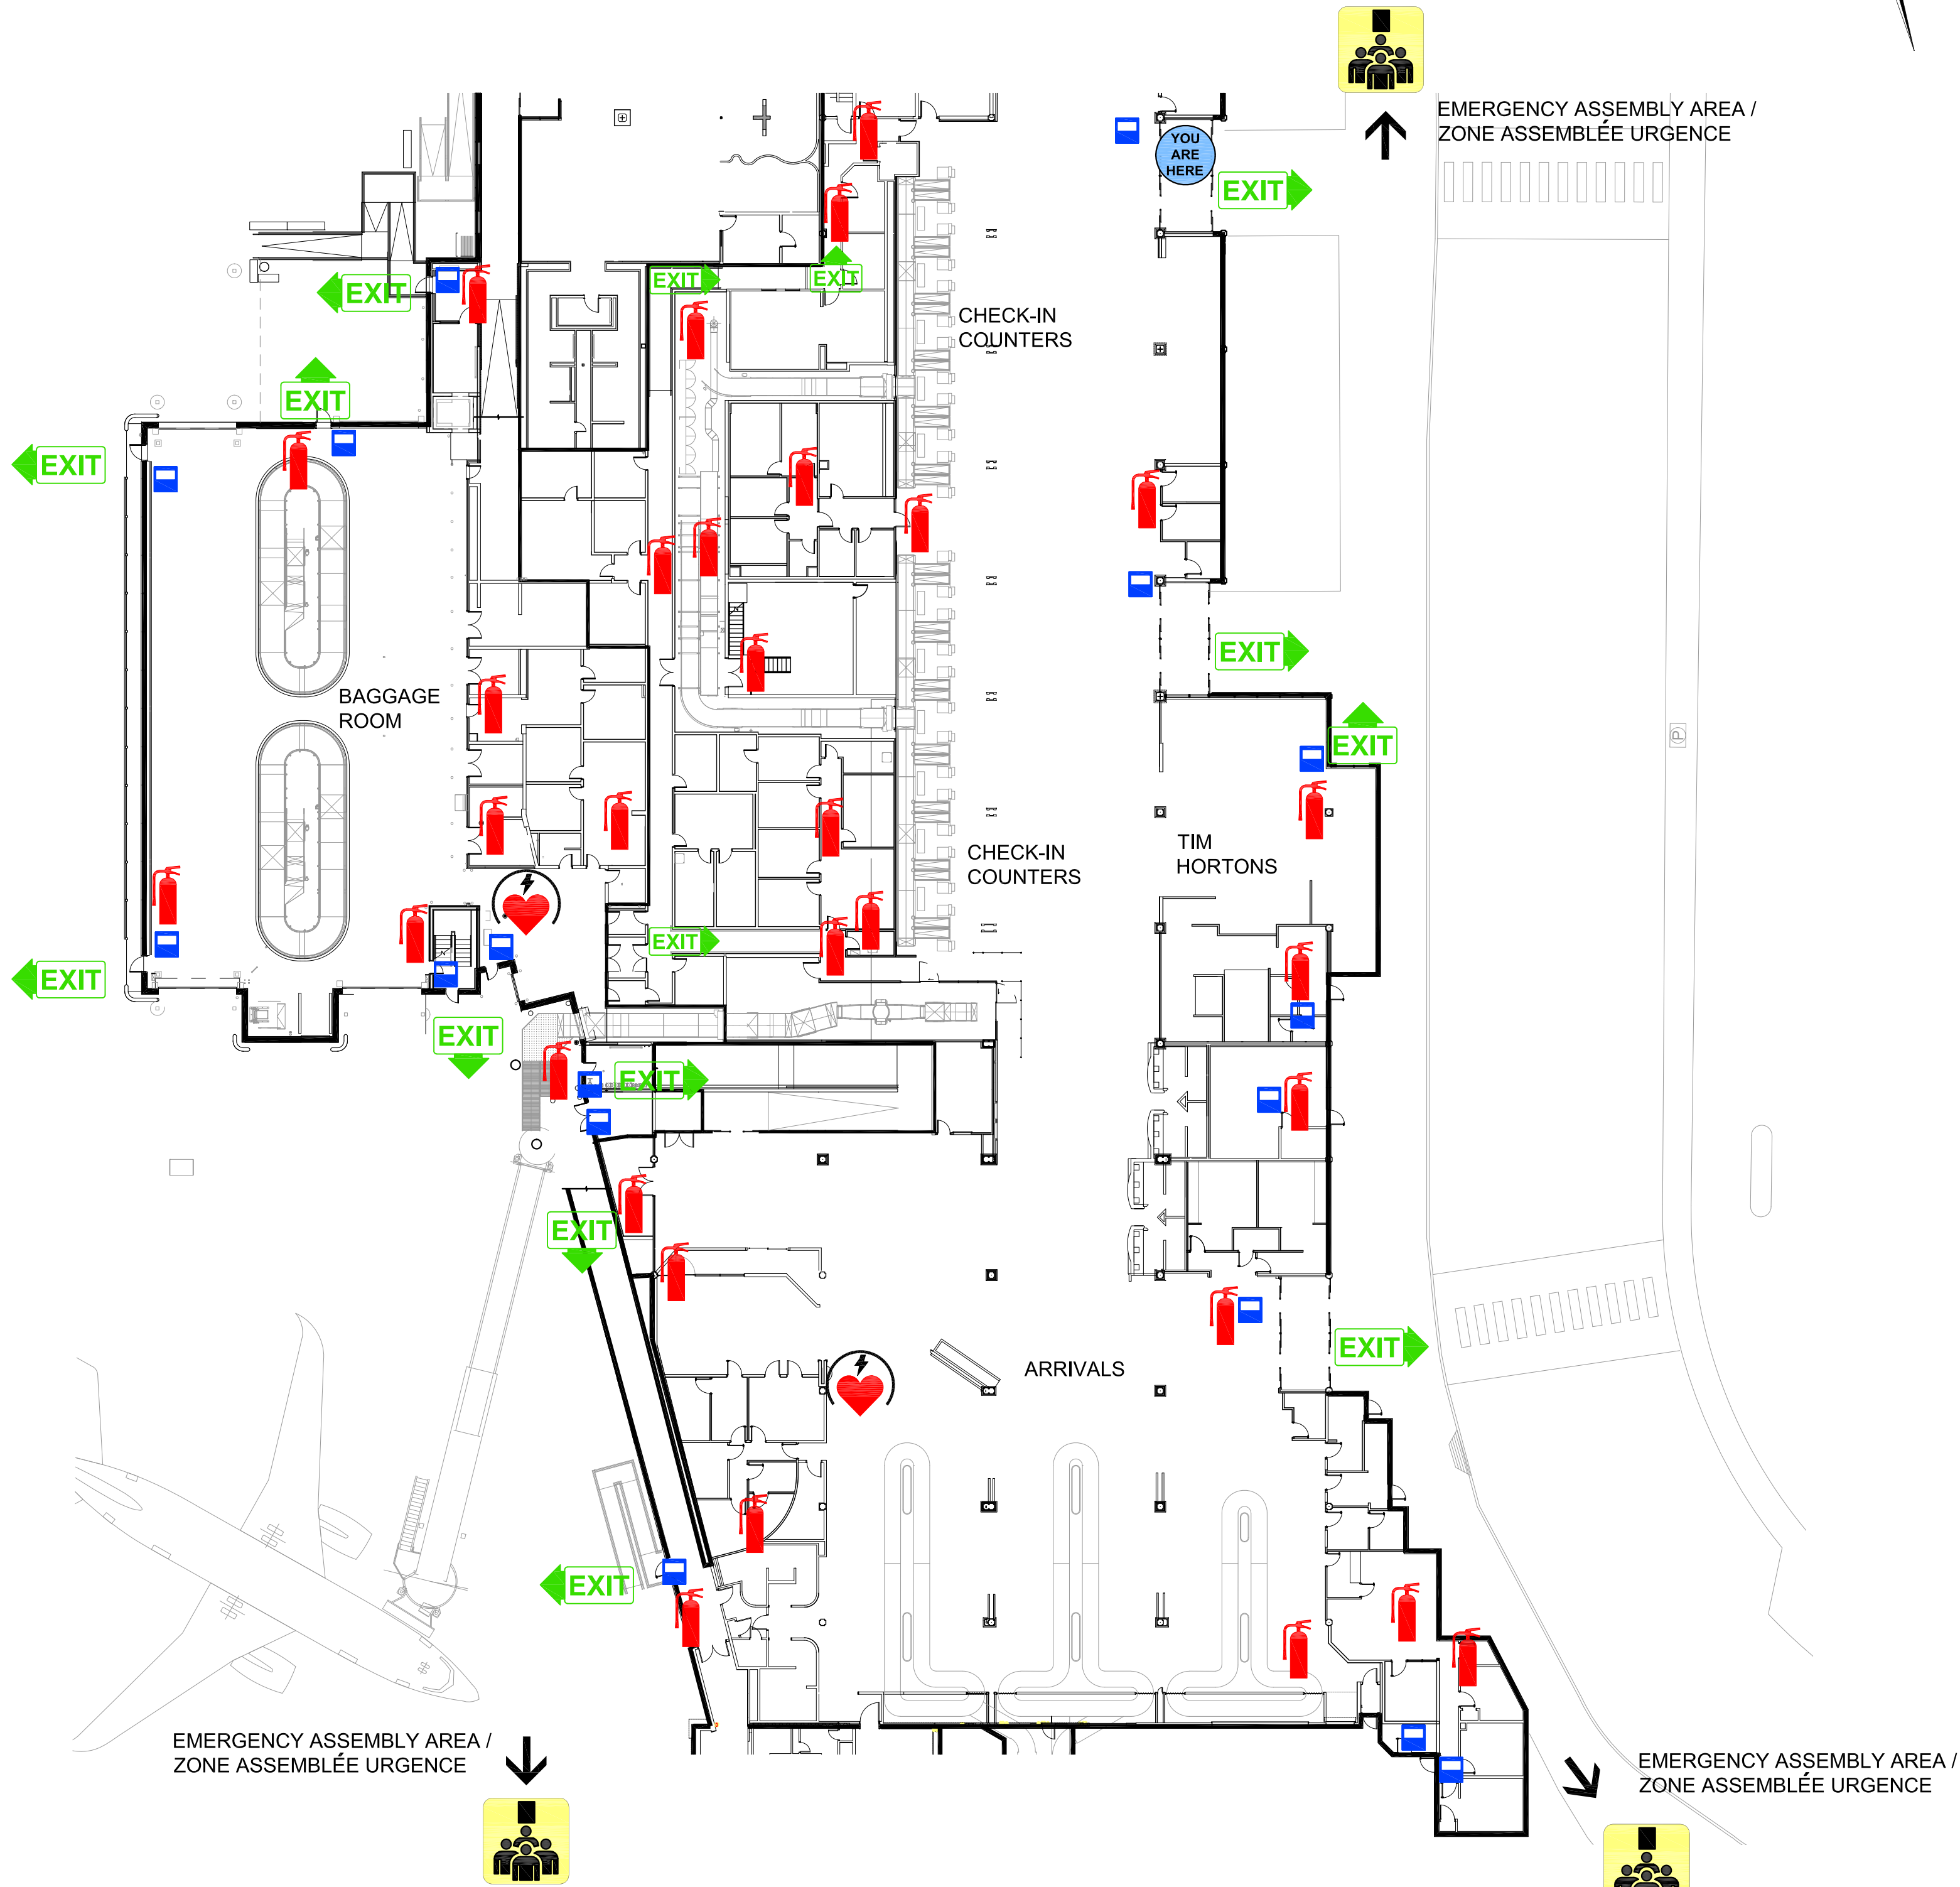 EMERGENCY ASSEMBLY AREA /
ZONE ASSEMBLÉE URGENCE
YOU
ARE
HERE
EXIT
EXIT
EXIT
EXIT
CHECK-IN
COUNTERS
EXIT
EXIT
EXIT
BAGGAGE
ROOM
EXIT
TIM
HORTONS
CHECK-IN
COUNTERS
EXIT
EXIT
EXIT
EXIT
EXIT
EXIT
ARRIVALS
EXIT
P
EMERGENCY ASSEMBLY AREA /
ZONE ASSEMBLÉE URGENCE
EMERGENCY ASSEMBLY AREA /
ZONE ASSEMBLÉE URGENCE